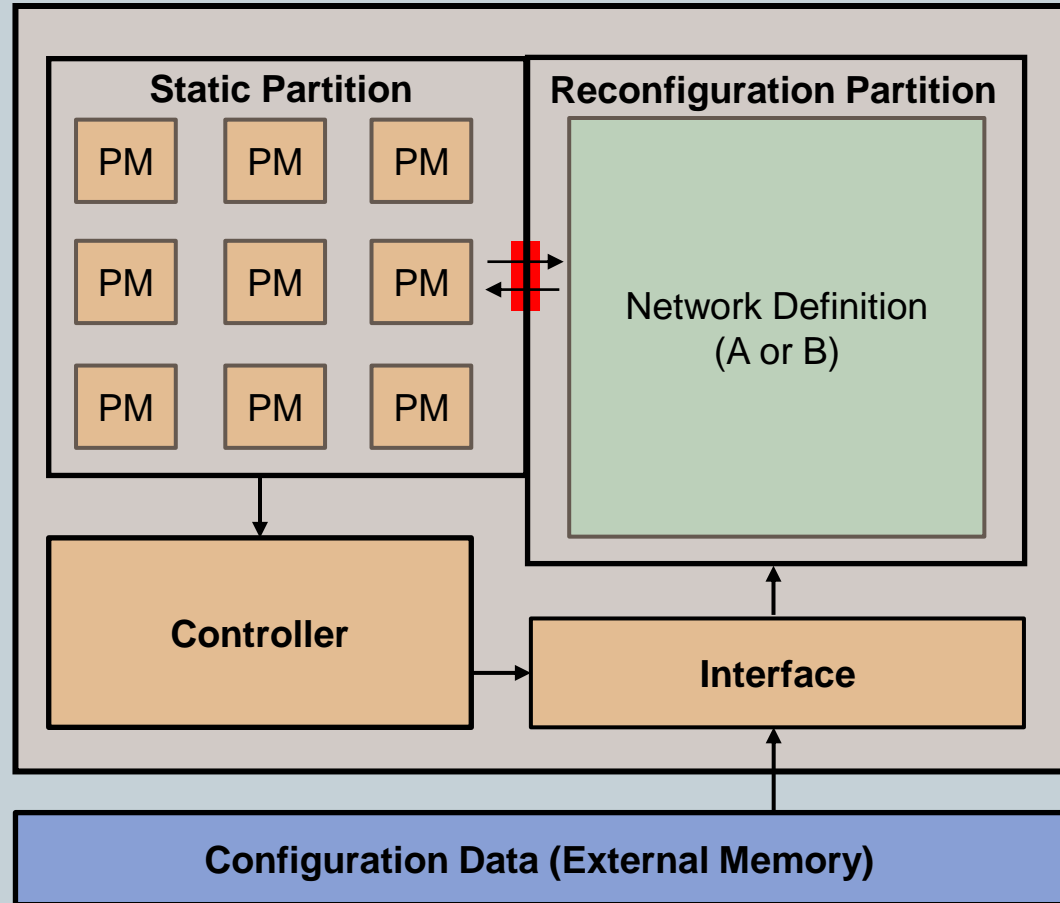 Static Partition
PM PM PM
PM PM PM
PM PM PM
Reconfiguration Partition
Network Definition
(A or B)
Controller
Interface
Configuration Data (External Memory)